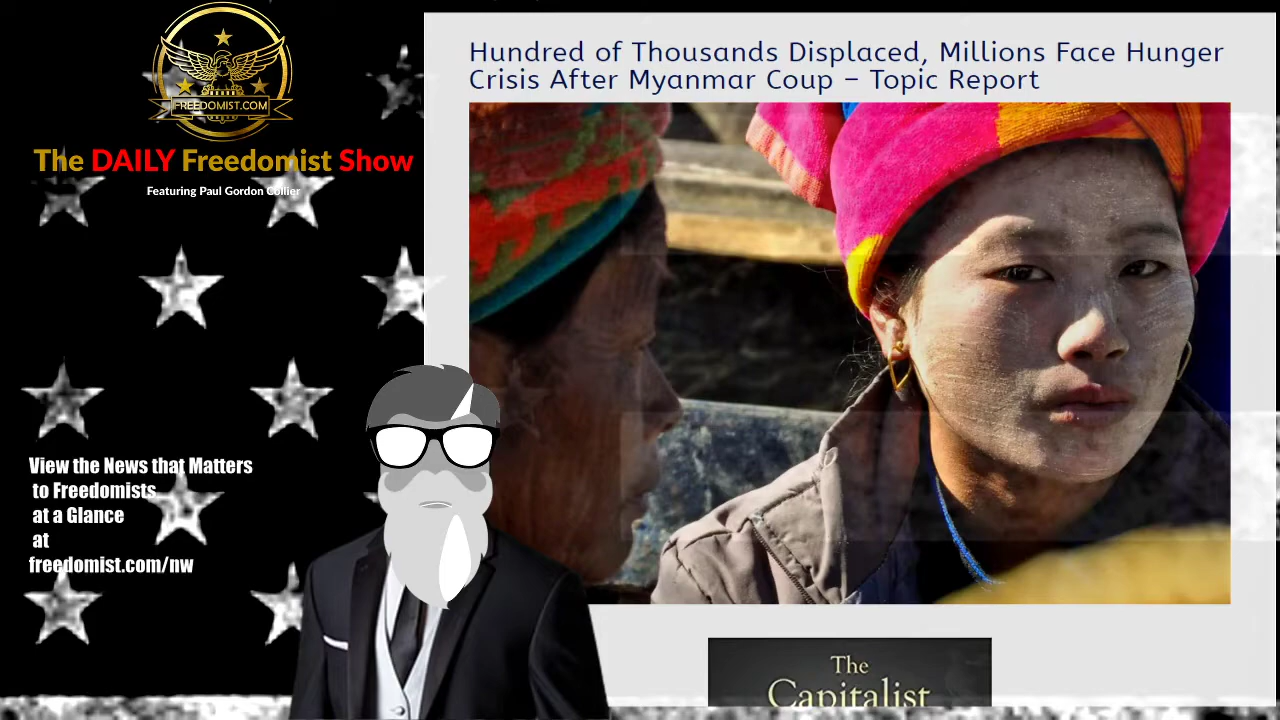 FREEDOMIST.COM
The DAILY Freedomist Show
Featuring Paul Gordon Collier
Hundred of Thousands Displaced, Millions Face Hunger
Crisis After Myanmar Coup – Topic Report
View the News that Matters
to Freedomists
at a Glance
at
freedomist.com/nw
The
Capitalist